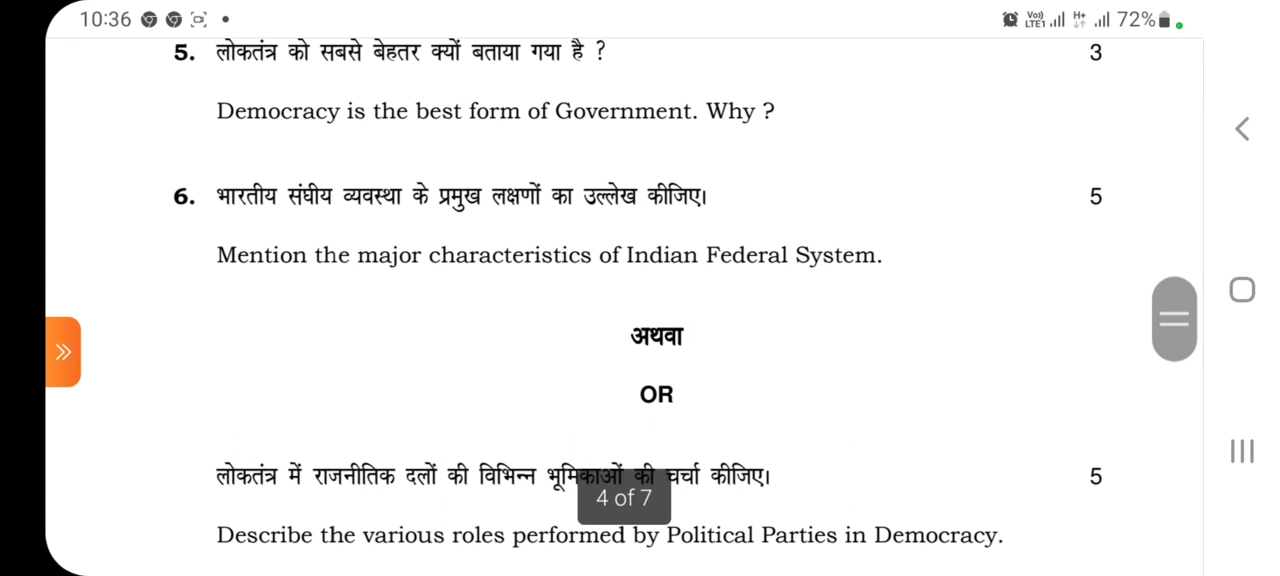 10:36 Vo)) LTE1 H+ 72%
5. लोकतंत्र को सबसे बेहतर क्यों बताया गया है ? 3
Democracy is the best form of Government. Why ?
6. भारतीय संघीय व्यवस्था के प्रमुख लक्षणों का उल्लेख कीजिए। 5
Mention the major characteristics of Indian Federal System.
अथवा
OR
लोकतंत्र में राजनीतिक दलों की विभिन्न भूमिकाओं की चर्चा कीजिए। 5
4 of 7
Describe the various roles performed by Political Parties in Democracy.